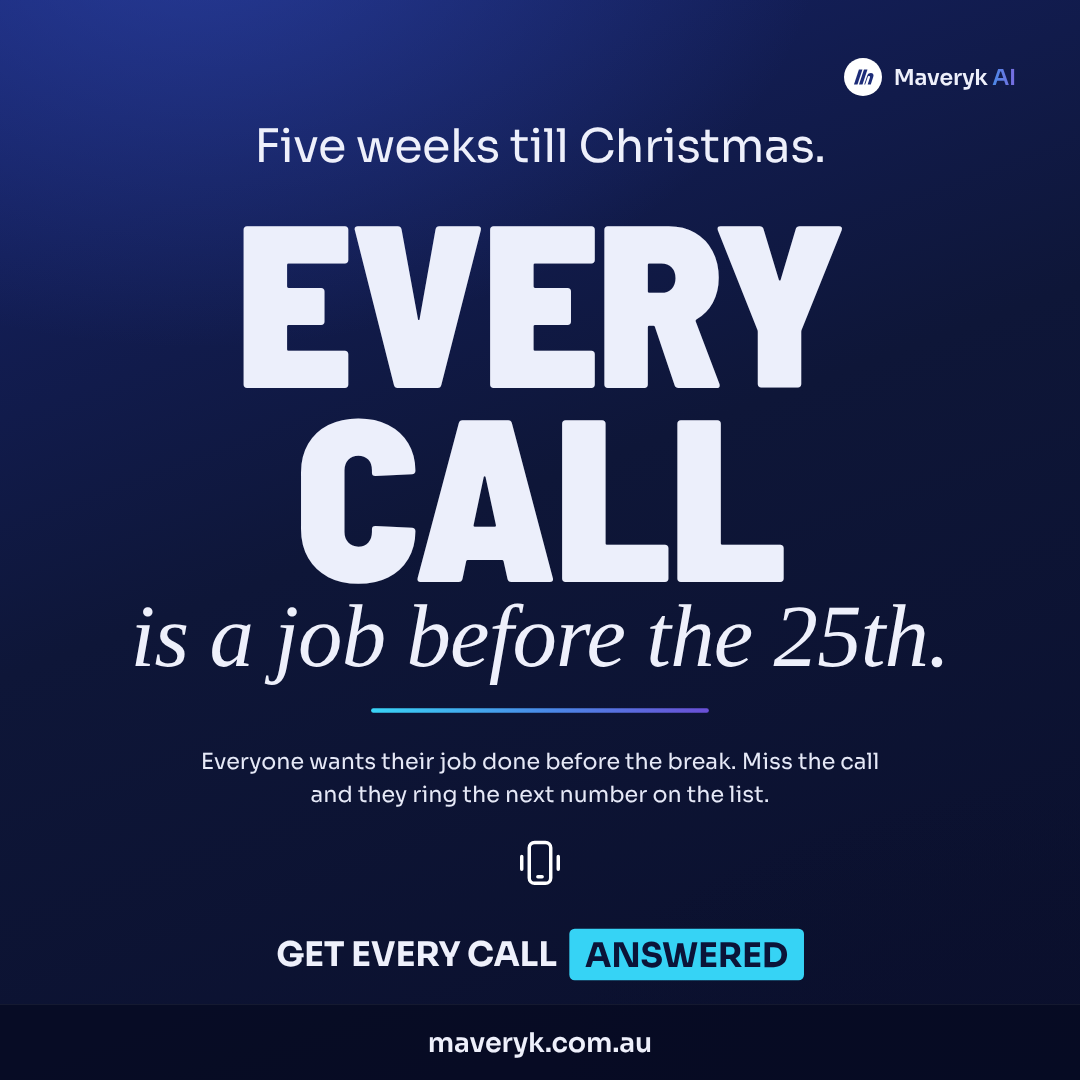 Maveryk AI
Five weeks till Christmas.
EVERY
CALL
is a job before the 25th.
Everyone wants their job done before the break. Miss the call
and they ring the next number on the list.
GET EVERY CALL ANSWERED
maveryk.com.au